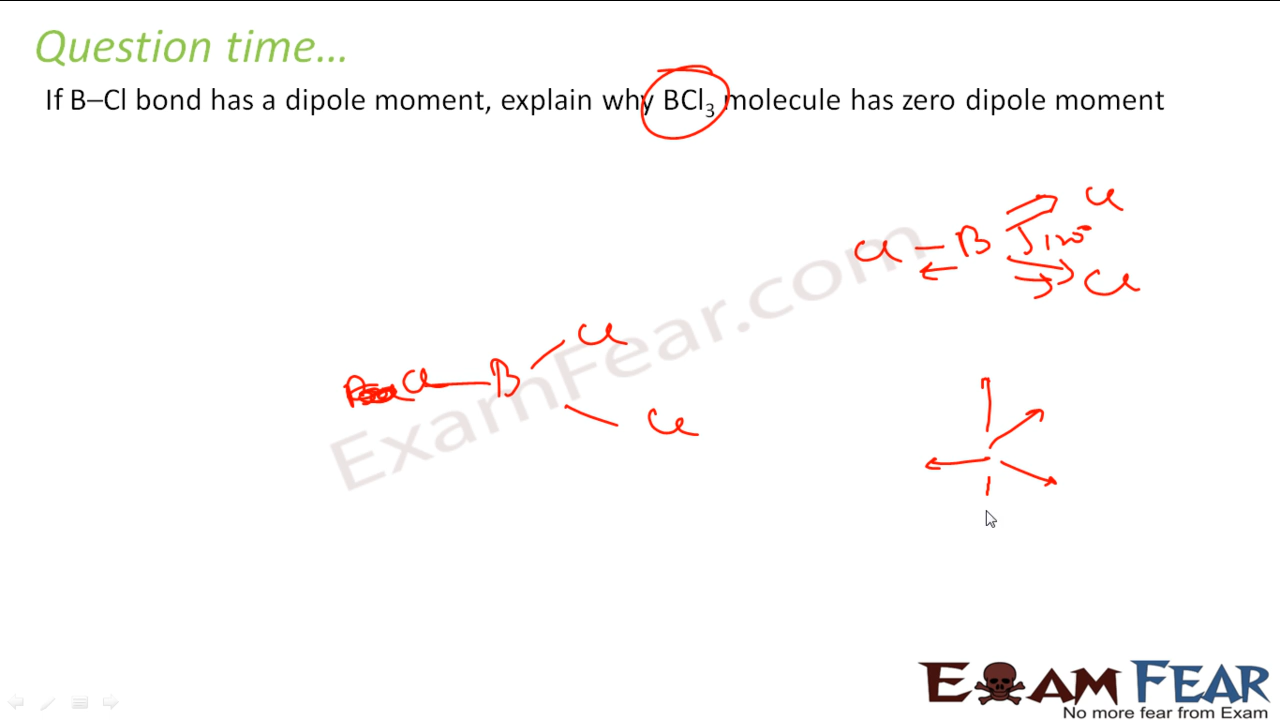 Question time...
If B–Cl bond has a dipole moment, explain why BCl₃ molecule has zero dipole moment
Cl
Cl – B 120°
Cl
Cl
Cl B
Cl
ExamFear.com
EXAM FEAR
No more fear from Exam